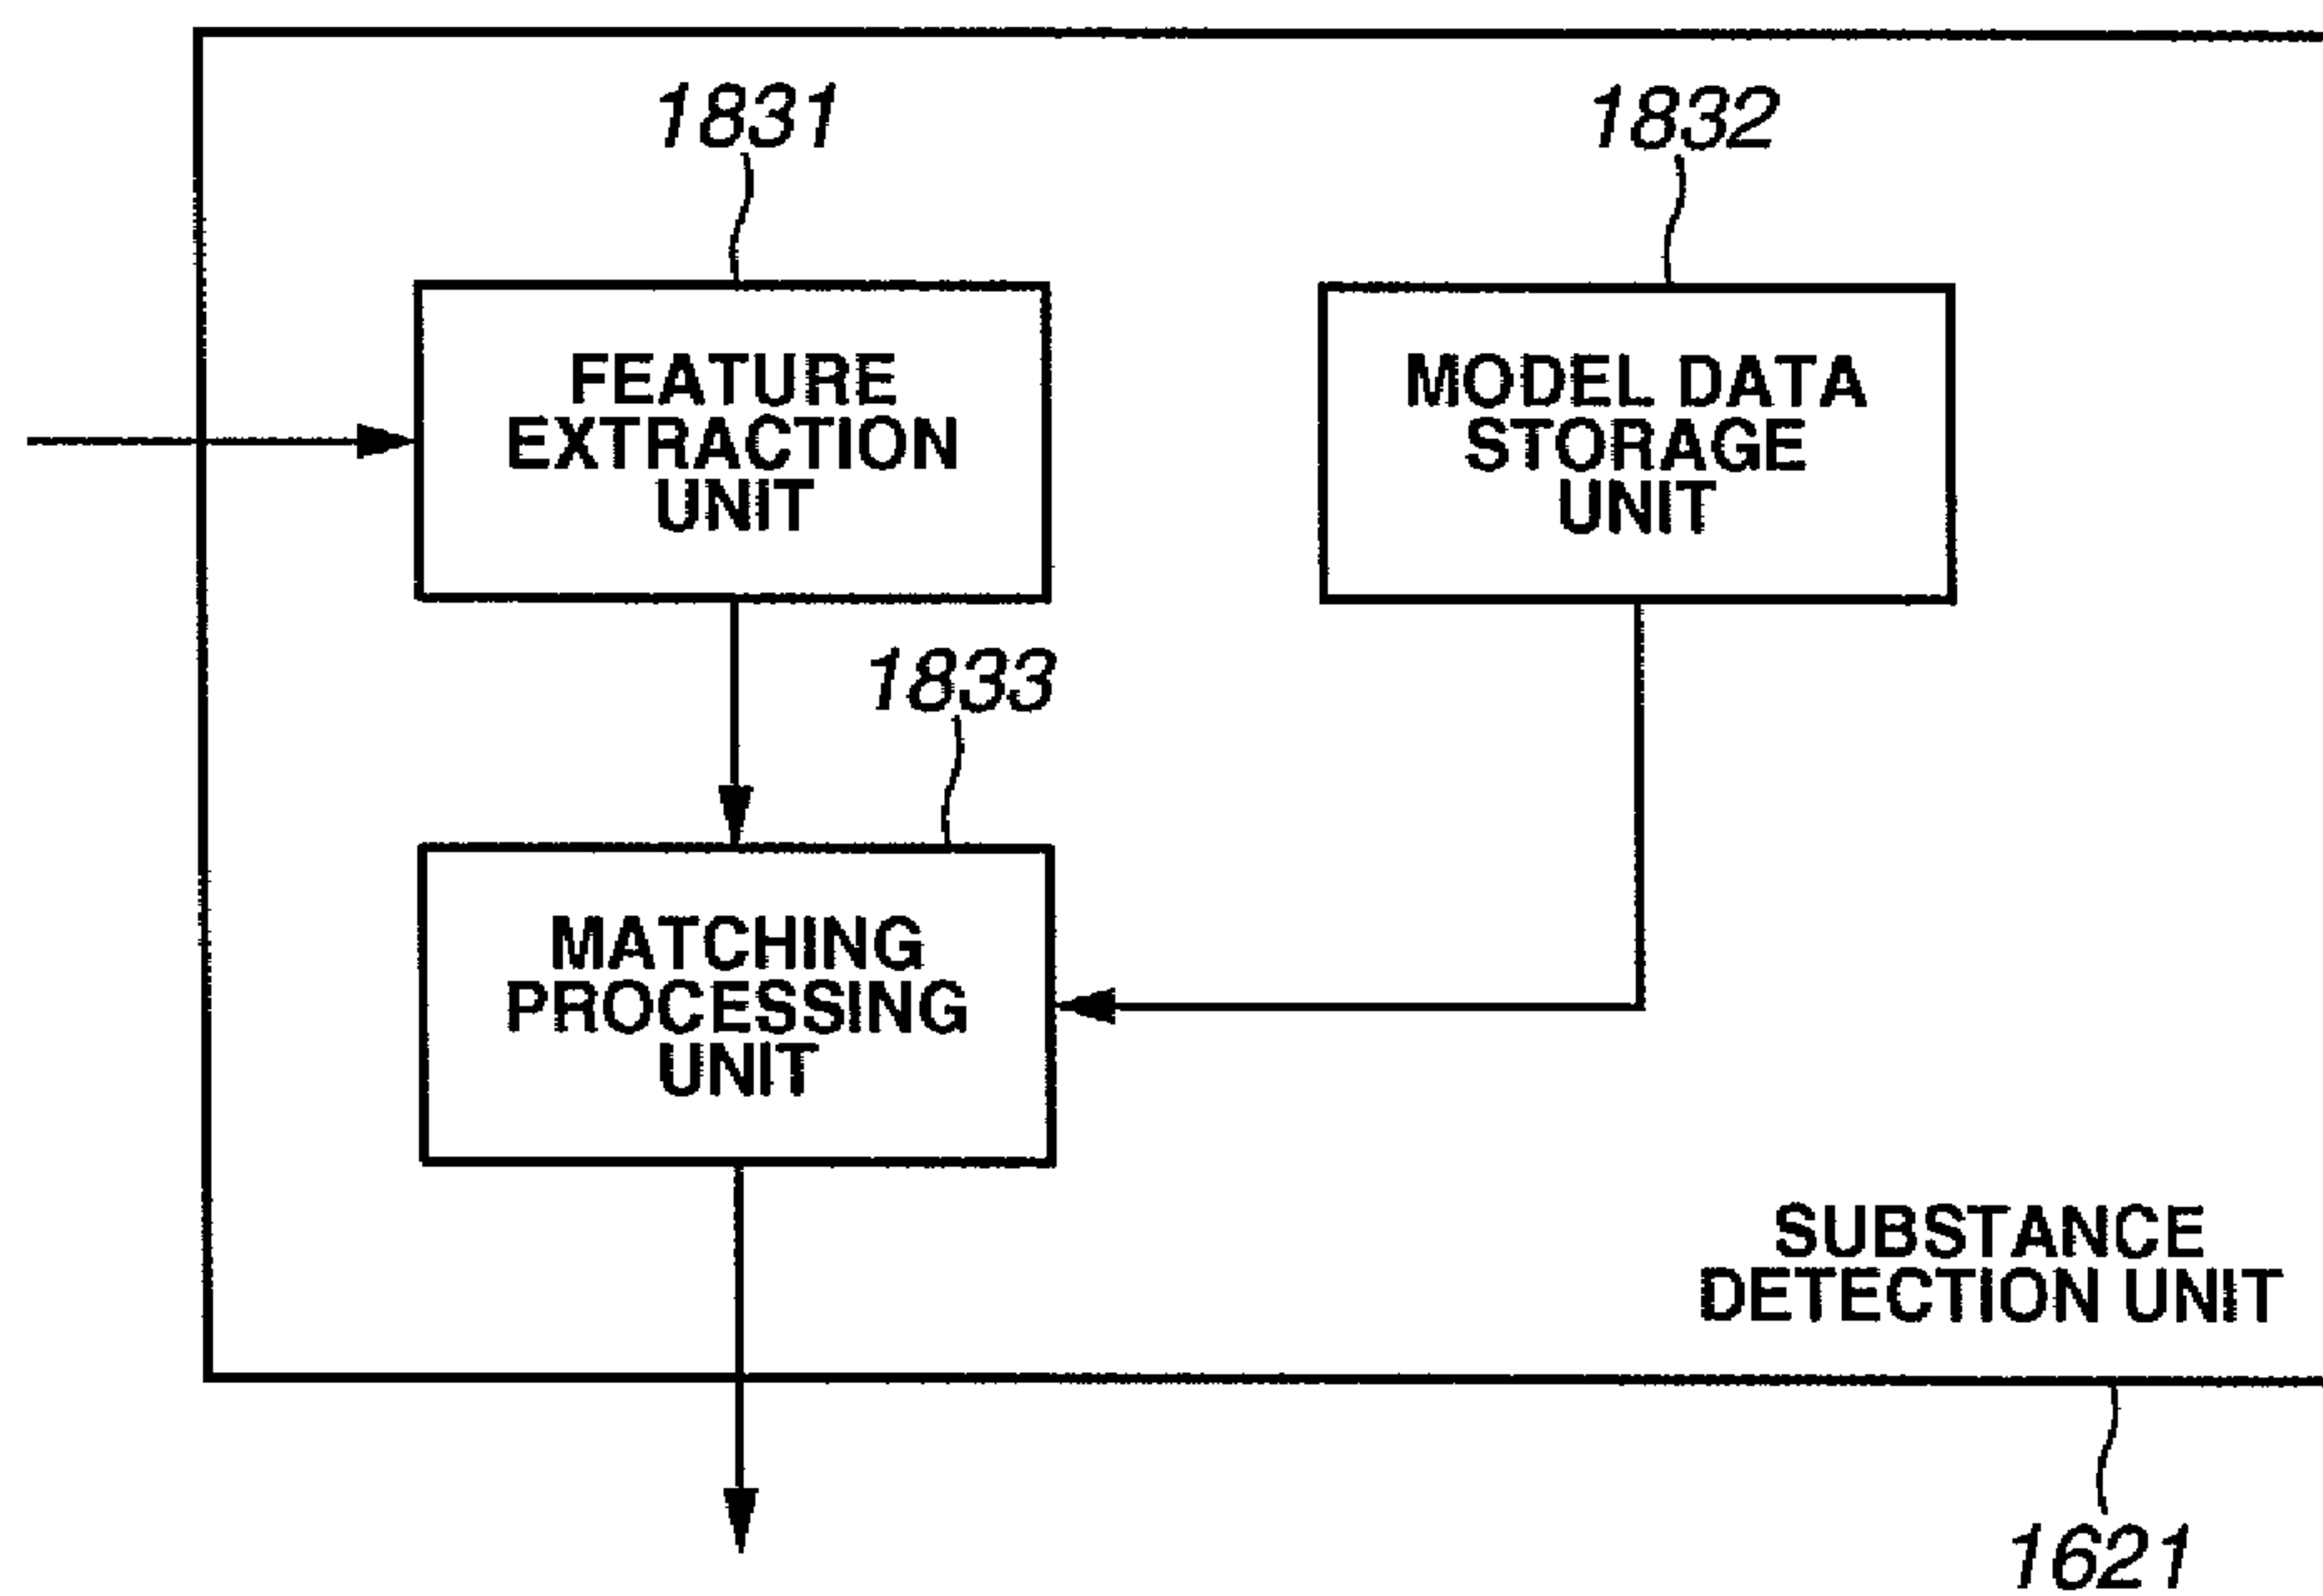 1831
1832
FEATURE
EXTRACTION
UNIT
MODEL DATA
STORAGE
UNIT
1833
MATCHING
PROCESSING
UNIT
SUBSTANCE
DETECTION UNIT
1621